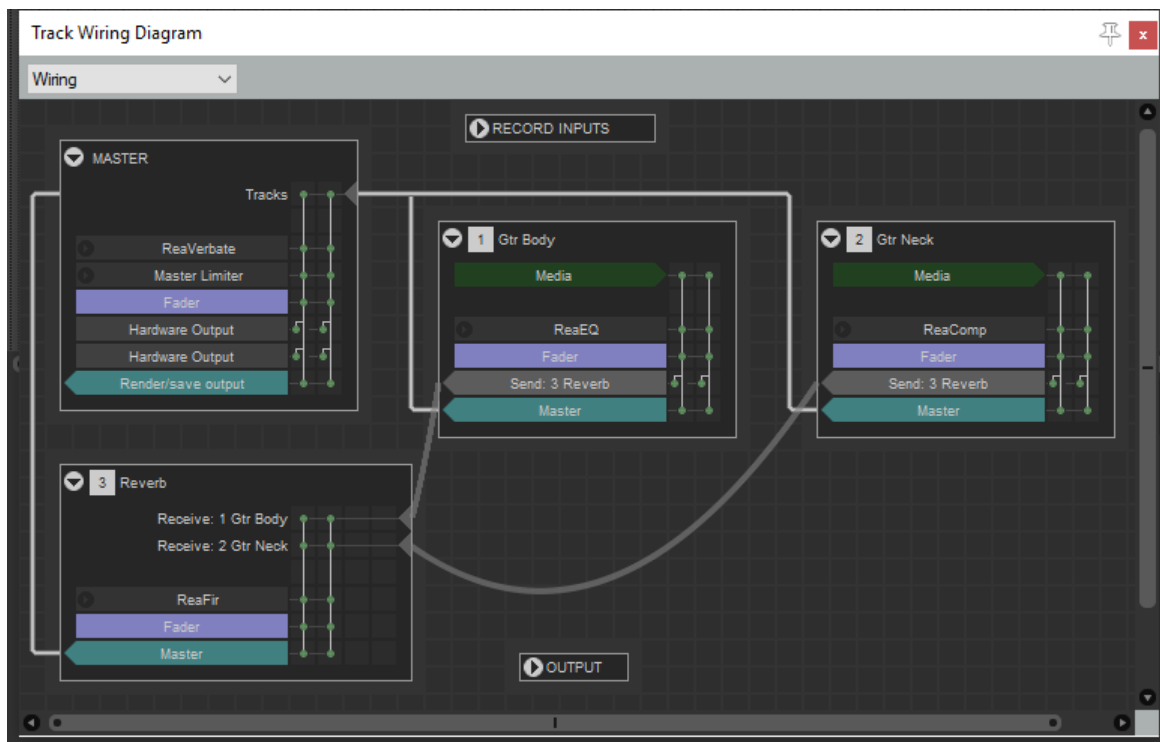 Track Wiring Diagram
x
Wiring
RECORD INPUTS
MASTER
Tracks
ReaVerbate
Master Limiter
Fader
Hardware Output
Hardware Output
Render/save output
1 Gtr Body
Media
ReaEQ
Fader
Send: 3 Reverb
Master
2 Gtr Neck
Media
ReaComp
Fader
Send: 3 Reverb
Master
3 Reverb
Receive: 1 Gtr Body
Receive: 2 Gtr Neck
ReaFir
Fader
Master
OUTPUT